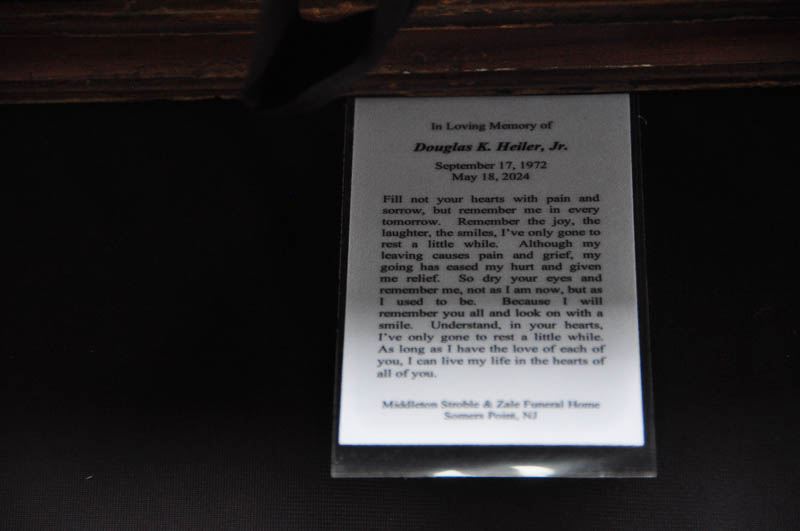 In Loving Memory of
Douglas K. Heiler, Jr.
September 17, 1972
May 18, 2024
Fill not your hearts with pain and
sorrow, but remember me in every
tomorrow. Remember the joy, the
laughter, the smiles, I've only gone to
rest a little while. Although my
leaving causes pain and grief, my
going has eased my hurt and given
me relief. So dry your eyes and
remember me, not as I am now, but as
I used to be. Because I will
remember you all and look on with a
smile. Understand, in your hearts,
I've only gone to rest a little while.
As long as I have the love of each of
you, I can live my life in the hearts of
all of you.
Middleton Stroble & Zale Funeral Home
Somers Point, NJ